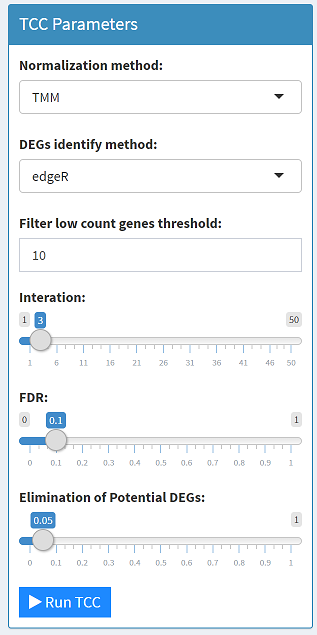 TCC Parameters
Normalization method:
TMM
DEGs identify method:
edgeR
Filter low count genes threshold:
10
Interation:
1 3 50
1 6 11 16 21 26 31 36 41 46 50
FDR:
0 0.1 1
0 0.1 0.2 0.3 0.4 0.5 0.6 0.7 0.8 0.9 1
Elimination of Potential DEGs:
0.05 1
0 0.1 0.2 0.3 0.4 0.5 0.6 0.7 0.8 0.9 1
Run TCC